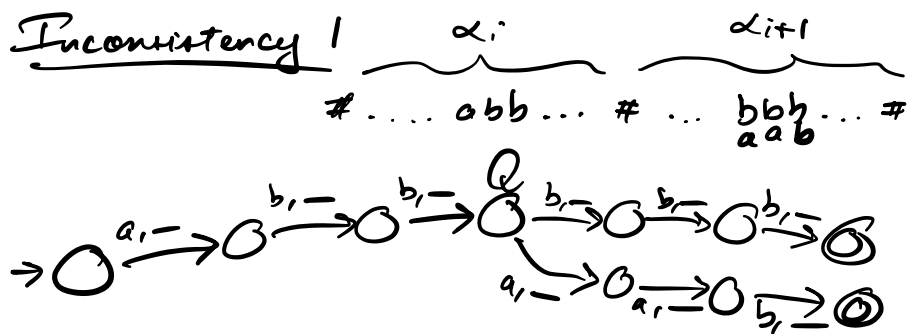 Inconsistency 1 αi αi+1
# .... abb ... # ... bbb ... #
aab
Q
a,– b,– b,– b,– b,– b,–
a,– a,– b,–